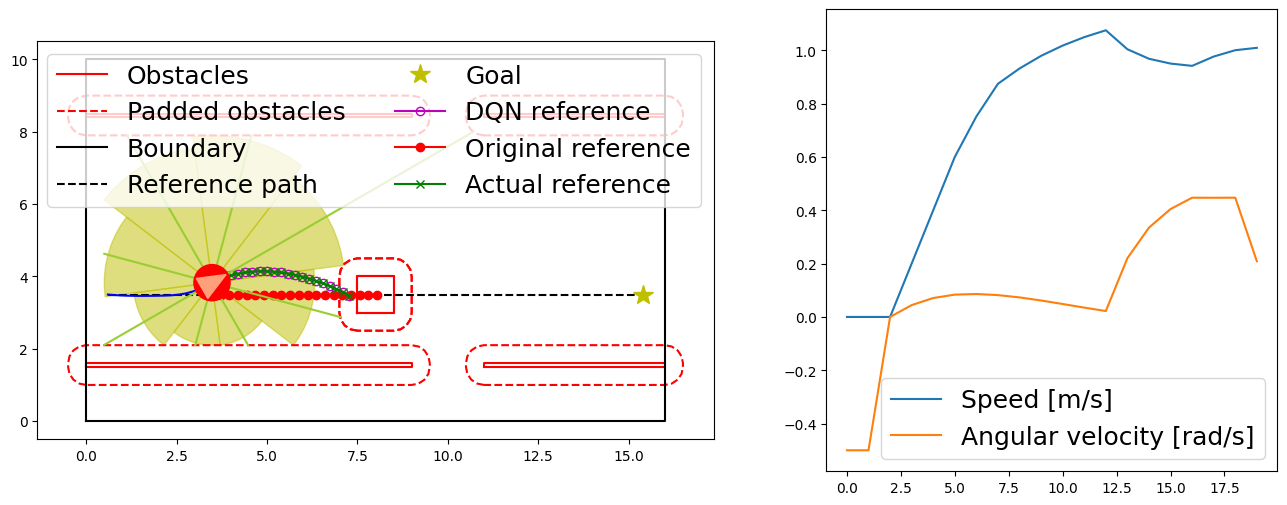 Obstacles
Padded obstacles
Boundary
Reference path
Goal
DQN reference
Original reference
Actual reference
10
8
6
4
2
0
0.0 2.5 5.0 7.5 10.0 12.5 15.0
1.0
0.8
0.6
0.4
0.2
0.0
−0.2
−0.4
Speed [m/s]
Angular velocity [rad/s]
0.0 2.5 5.0 7.5 10.0 12.5 15.0 17.5